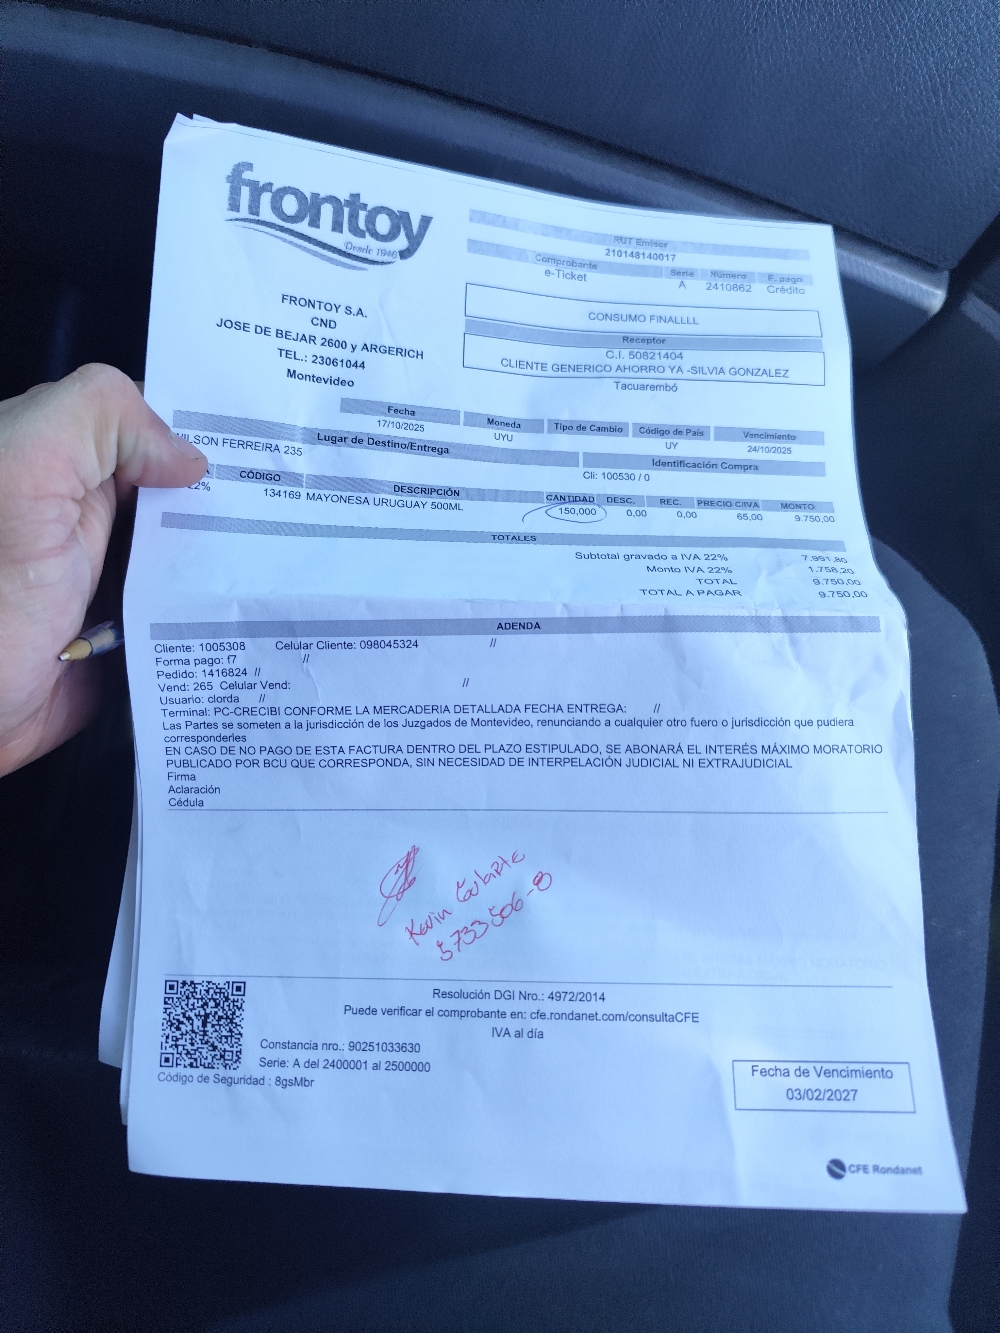 frontoy
Desde 1940
FRONTOY S.A.
CND
JOSE DE BEJAR 2600 y ARGERICH
TEL.: 23061044
Montevideo
RUT Emisor
210148140017
Comprobante Serie Número F. pago
e-Ticket A 2410862 Crédito
CONSUMO FINALLLL
Receptor
C.I. 50821404
CLIENTE GENERICO AHORRO YA -SILVIA GONZALEZ
Tacuarembó
Fecha Moneda Tipo de Cambio Código de País Vencimiento
17/10/2025 UYU UY 24/10/2025
Lugar de Destino/Entrega Identificación Compra
FERREIRA 235 Cli: 100530 / 0
CÓDIGO DESCRIPCIÓN CANTIDAD DESC. REC. PRECIO C/IVA MONTO
134169 MAYONESA URUGUAY 500ML 150,000 0,00 0,00 65,00 9.750,00
TOTALES
Subtotal gravado a IVA 22% 7.991,80
Monto IVA 22% 1.758,20
TOTAL 9.750,00
TOTAL A PAGAR 9.750,00
ADENDA
Cliente: 1005308 Celular Cliente: 098045324 //
Forma pago: f7 //
Pedido: 1416824 //
Vend: 265 Celular Vend: //
Usuario: clorda //
Terminal: PC-CRECIBI CONFORME LA MERCADERIA DETALLADA FECHA ENTREGA: //
Las Partes se someten a la jurisdicción de los Juzgados de Montevideo, renunciando a cualquier otro fuero o jurisdicción que pudiera
corresponderles
EN CASO DE NO PAGO DE ESTA FACTURA DENTRO DEL PLAZO ESTIPULADO, SE ABONARÁ EL INTERÉS MÁXIMO MORATORIO
PUBLICADO POR BCU QUE CORRESPONDA, SIN NECESIDAD DE INTERPELACIÓN JUDICIAL NI EXTRAJUDICIAL
Firma
Aclaración
Cédula
Kevin
5733506-8
Resolución DGI Nro.: 4972/2014
Puede verificar el comprobante en: cfe.rondanet.com/consultaCFE
IVA al día
Constancia nro.: 90251033630
Serie: A del 2400001 al 2500000
Código de Seguridad : 8gsMbr
Fecha de Vencimiento
03/02/2027
CFE Rondanet